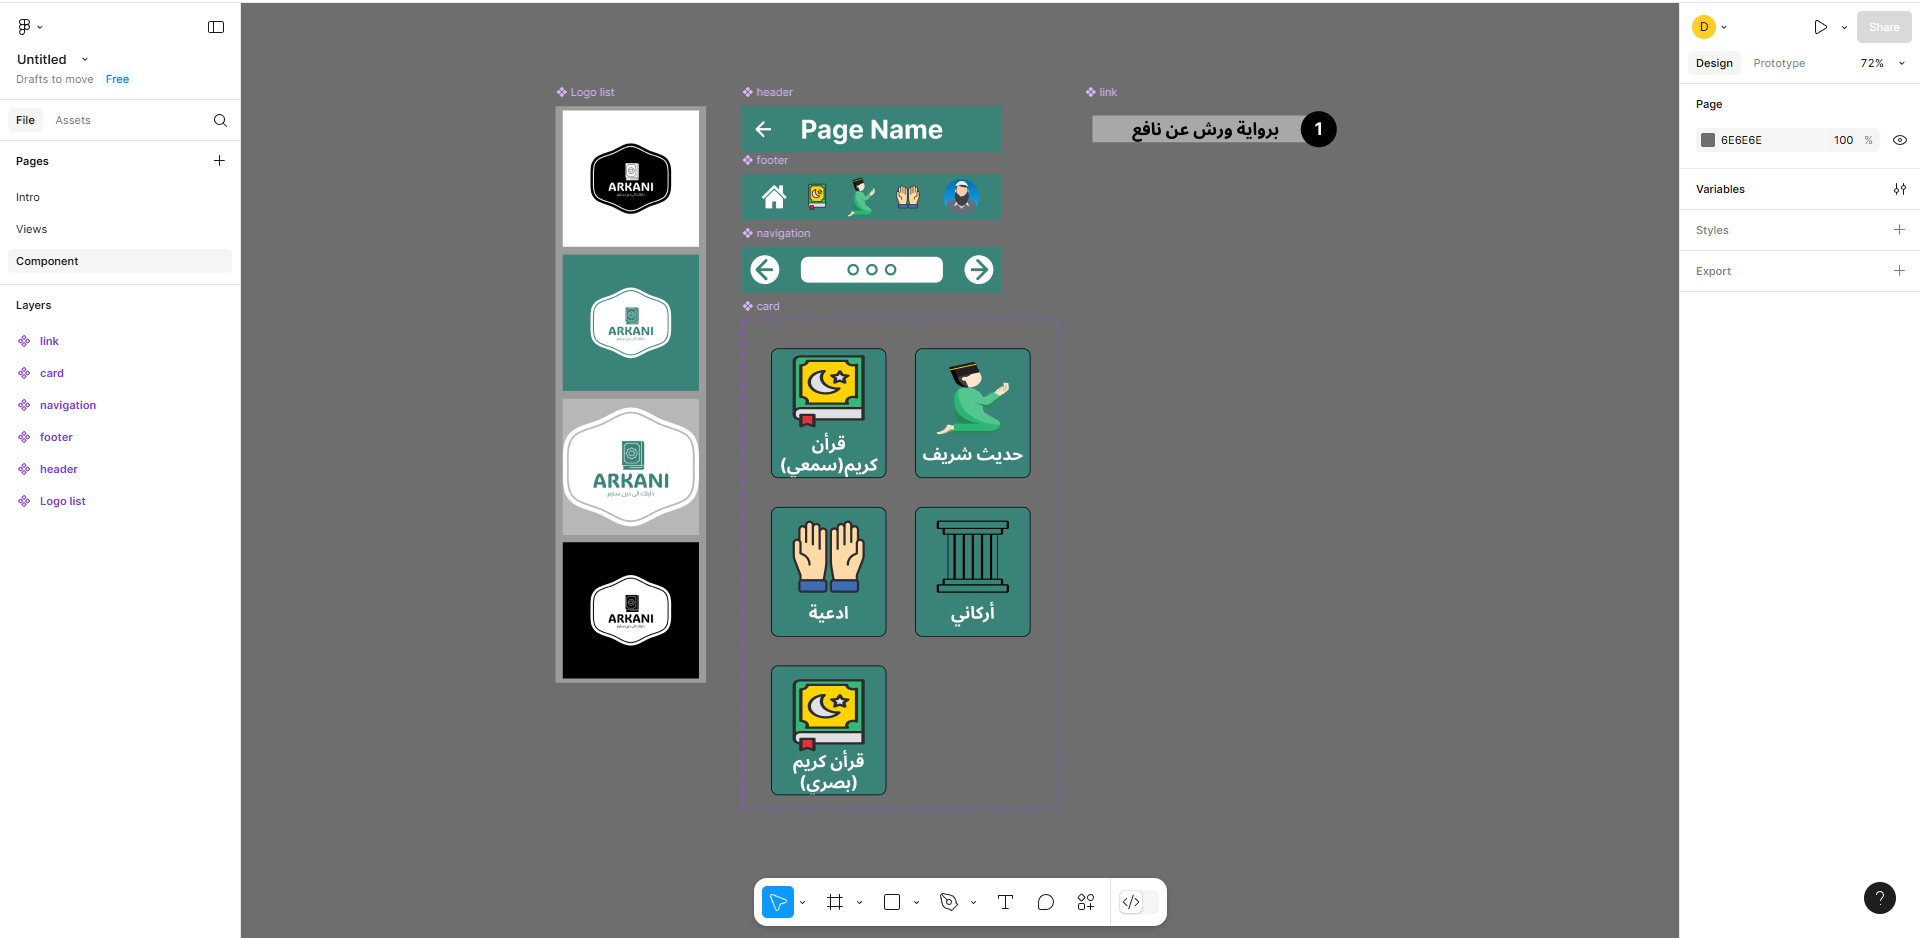 Untitled
Drafts to move Free
File Assets
Pages
Intro
Views
Component
Layers
link
card
navigation
footer
header
Logo list
Logo list
ARKANI
ARKANI
ARKANI
ARKANI
header
Page Name
footer
navigation
card
قرأن
كريم(سمعي)
حديث شريف
ادعية
أركاني
قرأن كريم
(بصري)
link
برواية ورش عن نافع 1
D
Share
Design Prototype 72%
Page
6E6E6E 100 %
Variables
Styles
Export
?